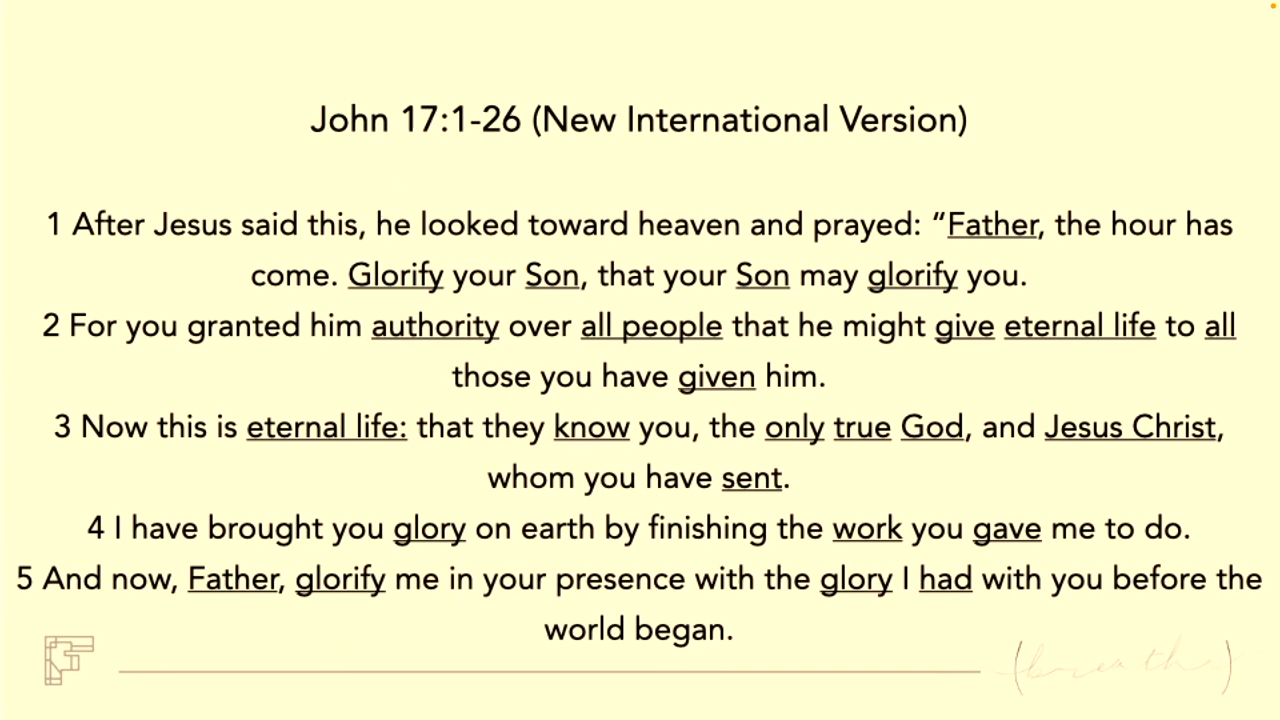 John 17:1-26 (New International Version)
1 After Jesus said this, he looked toward heaven and prayed: “Father, the hour has
come. Glorify your Son, that your Son may glorify you.
2 For you granted him authority over all people that he might give eternal life to all
those you have given him.
3 Now this is eternal life: that they know you, the only true God, and Jesus Christ,
whom you have sent.
4 I have brought you glory on earth by finishing the work you gave me to do.
5 And now, Father, glorify me in your presence with the glory I had with you before the
world began.
(breath)